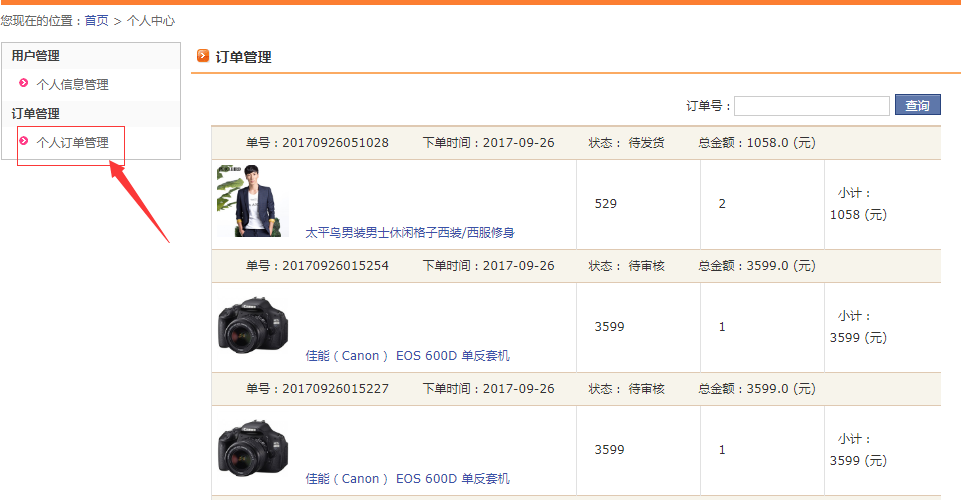 您现在的位置：首页 > 个人中心
用户管理
个人信息管理
订单管理
个人订单管理
订单管理
订单号： 查询
单号：20170926051028 下单时间：2017-09-26 状态： 待发货 总金额：1058.0 (元)
太平鸟男装男士休闲格子西装/西服修身
529
2
小计：
1058 (元)
单号：20170926015254 下单时间：2017-09-26 状态： 待审核 总金额：3599.0 (元)
佳能（Canon） EOS 600D 单反套机
3599
1
小计：
3599 (元)
单号：20170926015227 下单时间：2017-09-26 状态： 待审核 总金额：3599.0 (元)
佳能（Canon） EOS 600D 单反套机
3599
1
小计：
3599 (元)